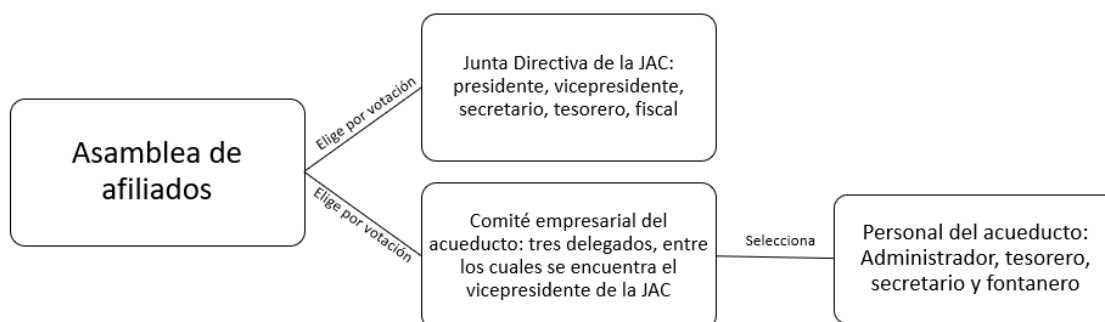 Asamblea de
afiliados
Elige por votación
Junta Directiva de la JAC:
presidente, vicepresidente,
secretario, tesorero, fiscal
Elige por votación
Comité empresarial del
acueducto: tres delegados, entre
los cuales se encuentra el
vicepresidente de la JAC
Selecciona
Personal del acueducto:
Administrador, tesorero,
secretario y fontanero